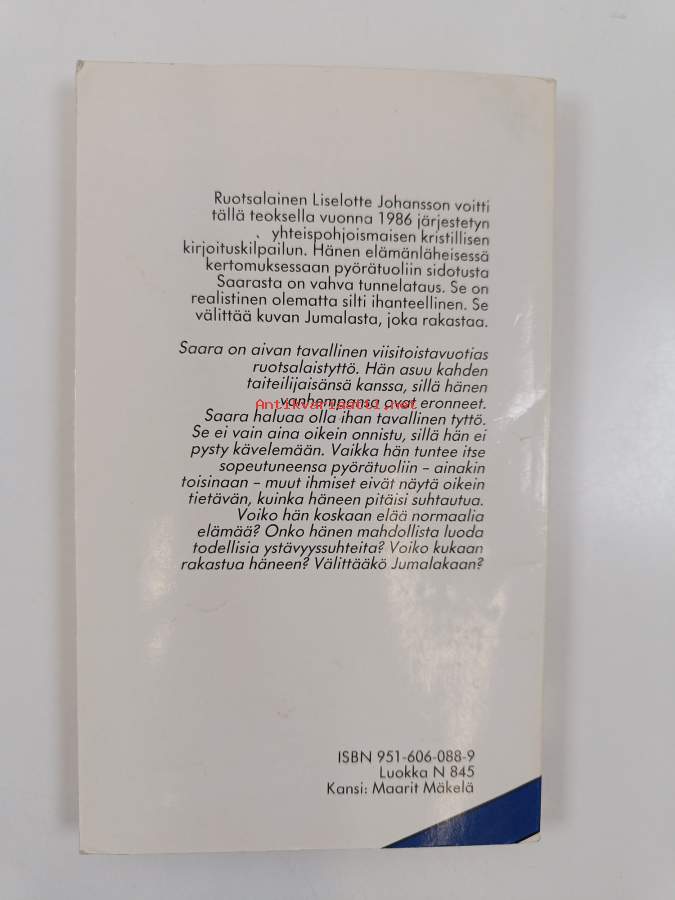 Ruotsalainen Liselotte Johansson voitti
tällä teoksella vuonna 1986 järjestetyn
yhteispohjoismaisen kristillisen
kirjoituskilpailun. Hänen elämänläheisessä
kertomuksessaan pyörätuoliin sidotusta
Saarasta on vahva tunnelataus. Se on
realistinen olematta silti ihanteellinen. Se
välittää kuvan Jumalasta, joka rakastaa.
Saara on aivan tavallinen viisitoistavuotias
ruotsalaistyttö. Hän asuu kahden
taiteilijaisänsä kanssa, sillä hänen
vanhempansa ovat eronneet.
Antikvariaatti.net
Saara haluaa olla ihan tavallinen tyttö.
Se ei vain aina oikein onnistu, sillä hän ei
pysty kävelemään. Vaikka hän tuntee itse
sopeutuneensa pyörätuoliin – ainakin
toisinaan – muut ihmiset eivät näytä oikein
tietävän, kuinka häneen pitäisi suhtautua.
Voiko hän koskaan elää normaalia
elämää? Onko hänen mahdollista luoda
todellisia ystävyyssuhteita? Voiko kukaan
rakastua häneen? Välittääkö Jumalakaan?
ISBN 951-606-088-9
Luokka N 845
Kansi: Maarit Mäkelä